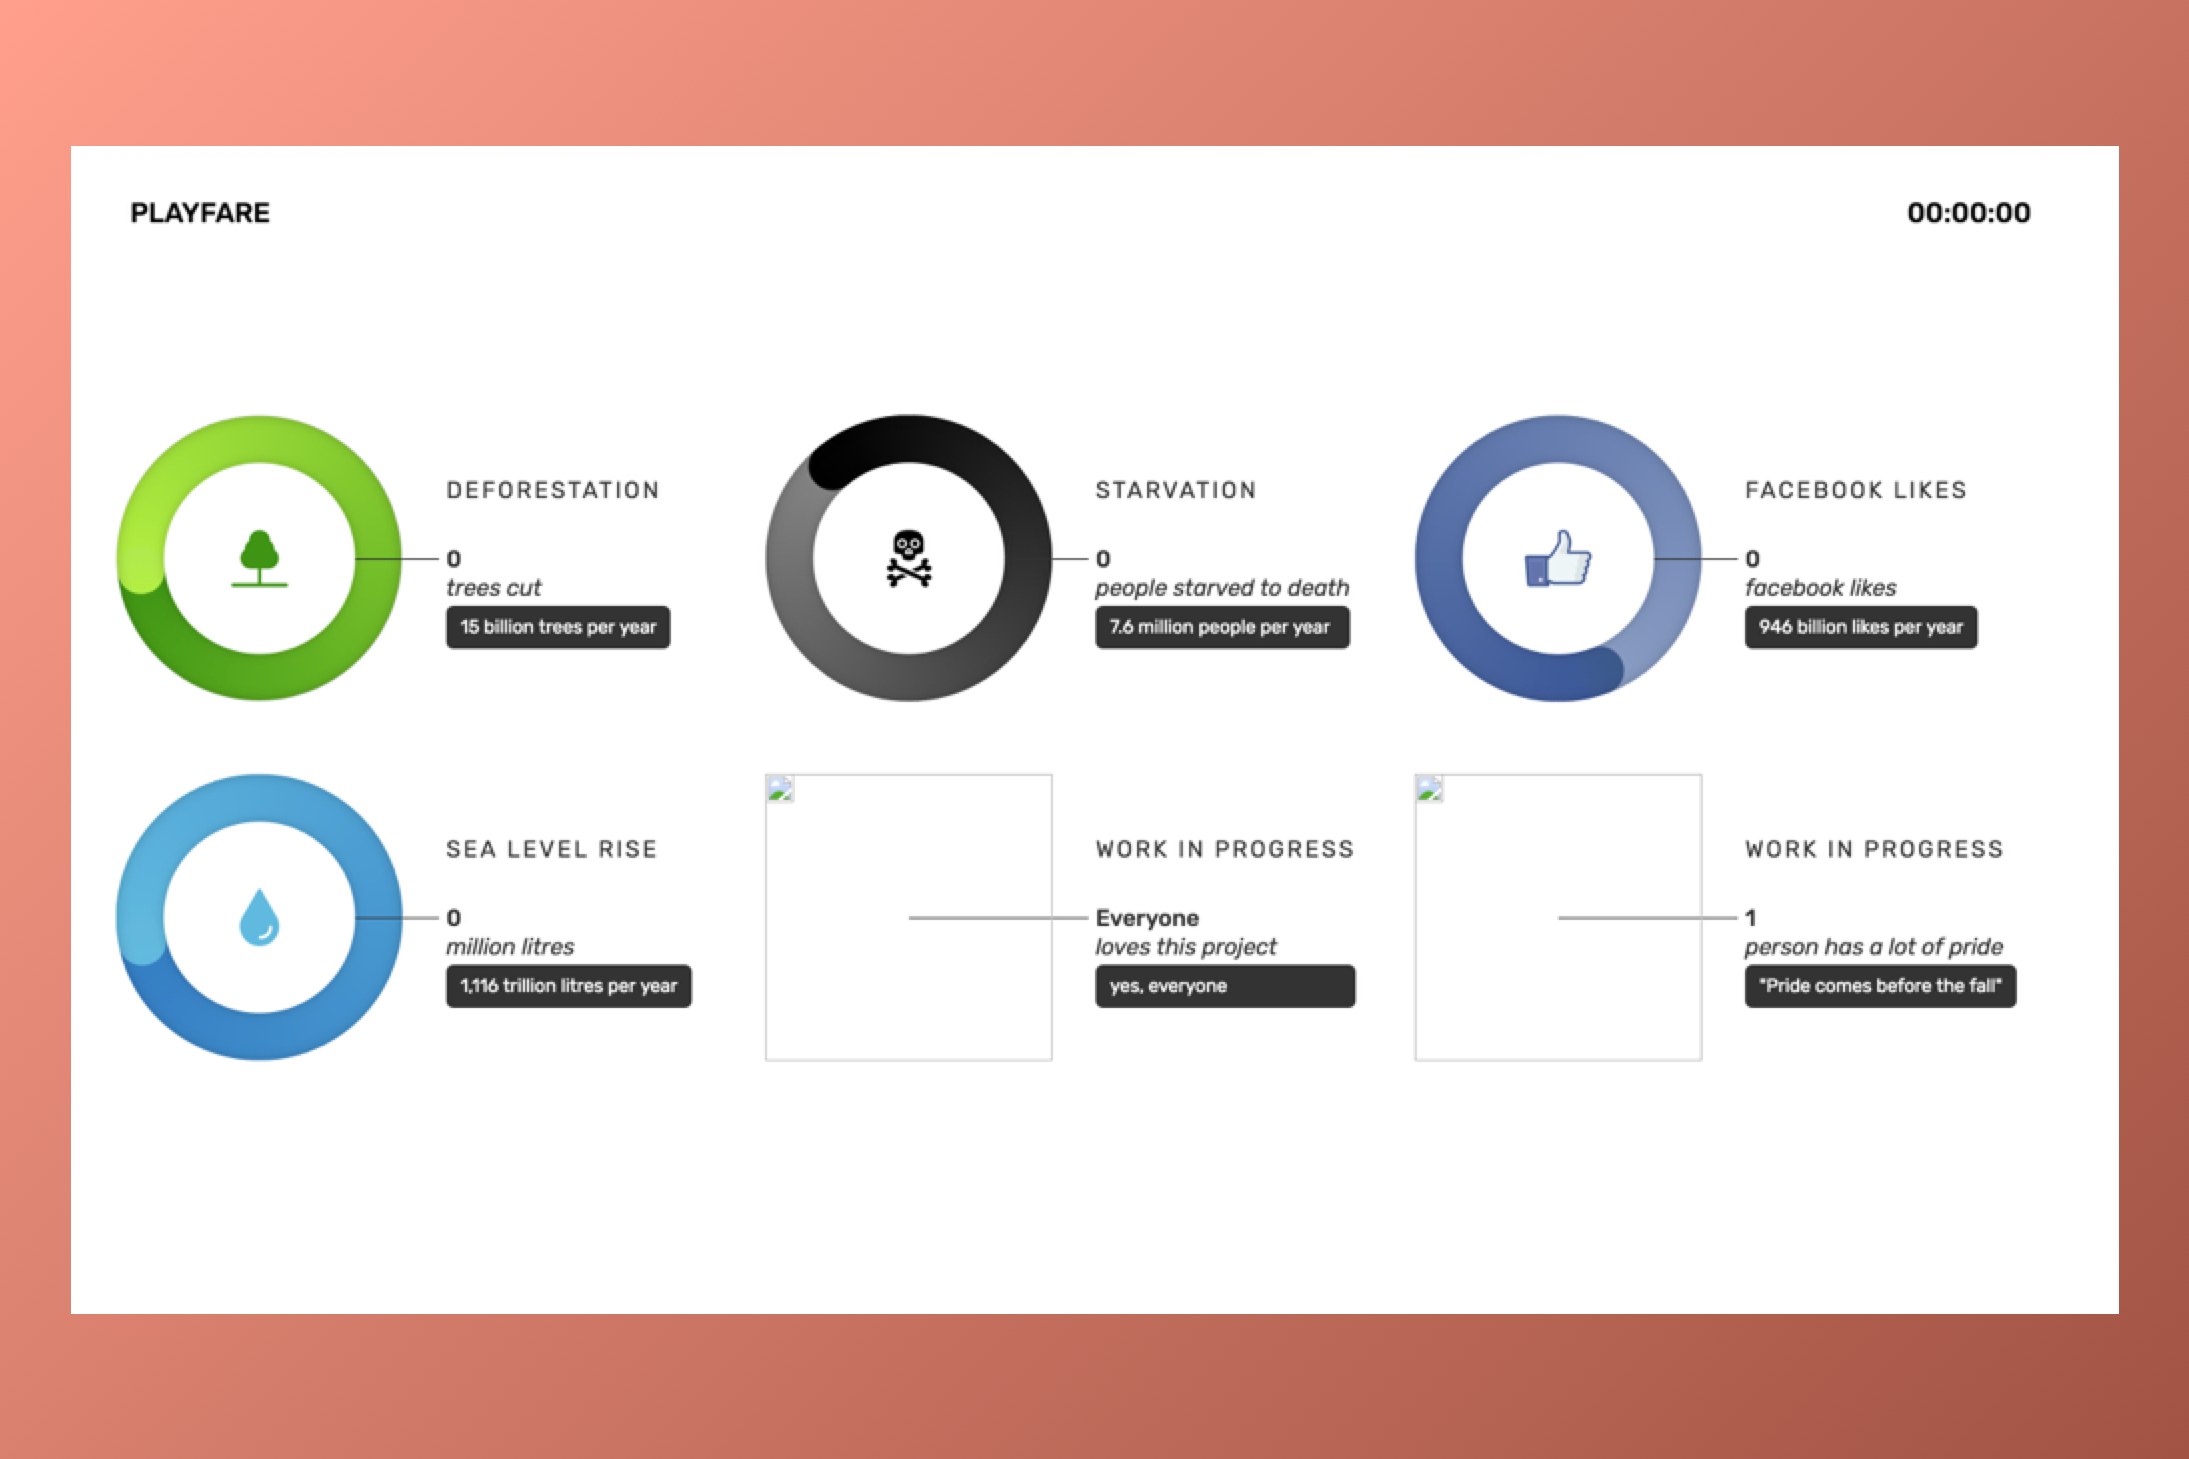 PLAYFARE
00:00:00
DEFORESTATION
0
trees cut
15 billion trees per year
STARVATION
0
people starved to death
7.6 million people per year
FACEBOOK LIKES
0
facebook likes
946 billion likes per year
SEA LEVEL RISE
0
million litres
1,116 trillion litres per year
WORK IN PROGRESS
Everyone
loves this project
yes, everyone
WORK IN PROGRESS
1
person has a lot of pride
"Pride comes before the fall"